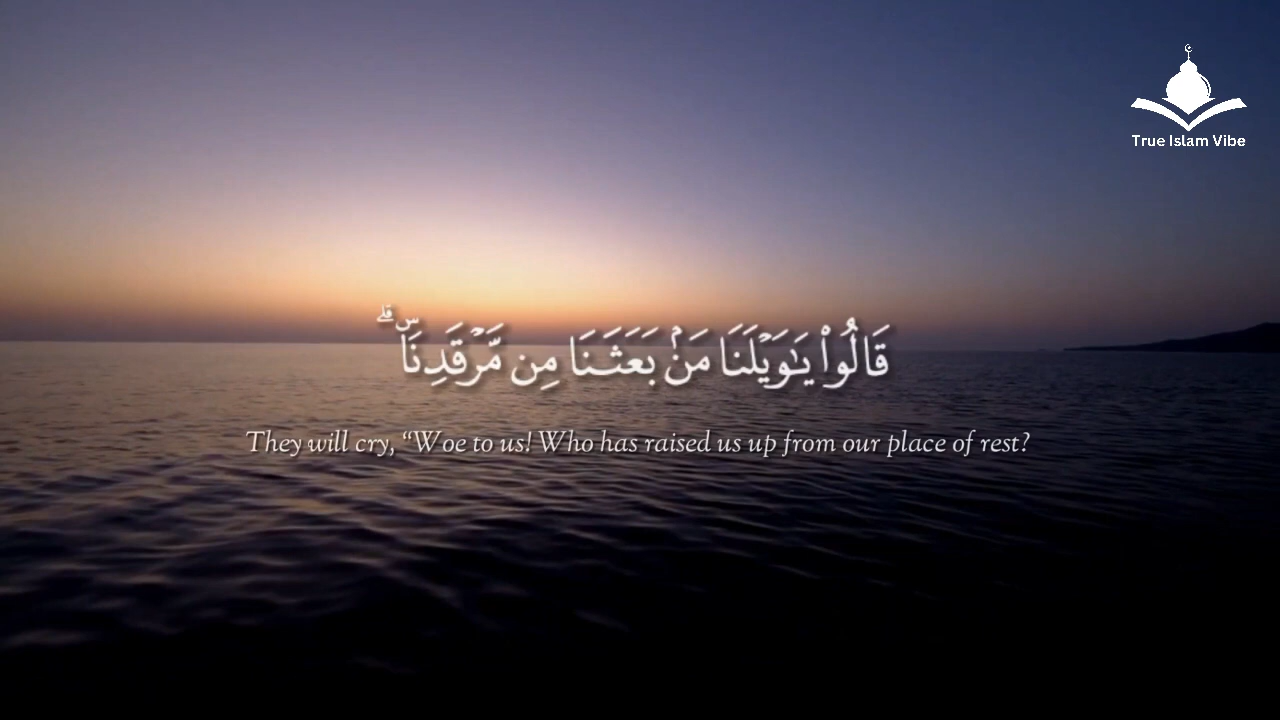 True Islam Vibe
قَالُوا۟ يَـٰوَيْلَنَا مَنۢ بَعَثَنَا مِن مَّرْقَدِنَا ۜ ۗ
They will cry, “Woe to us! Who has raised us up from our place of rest?